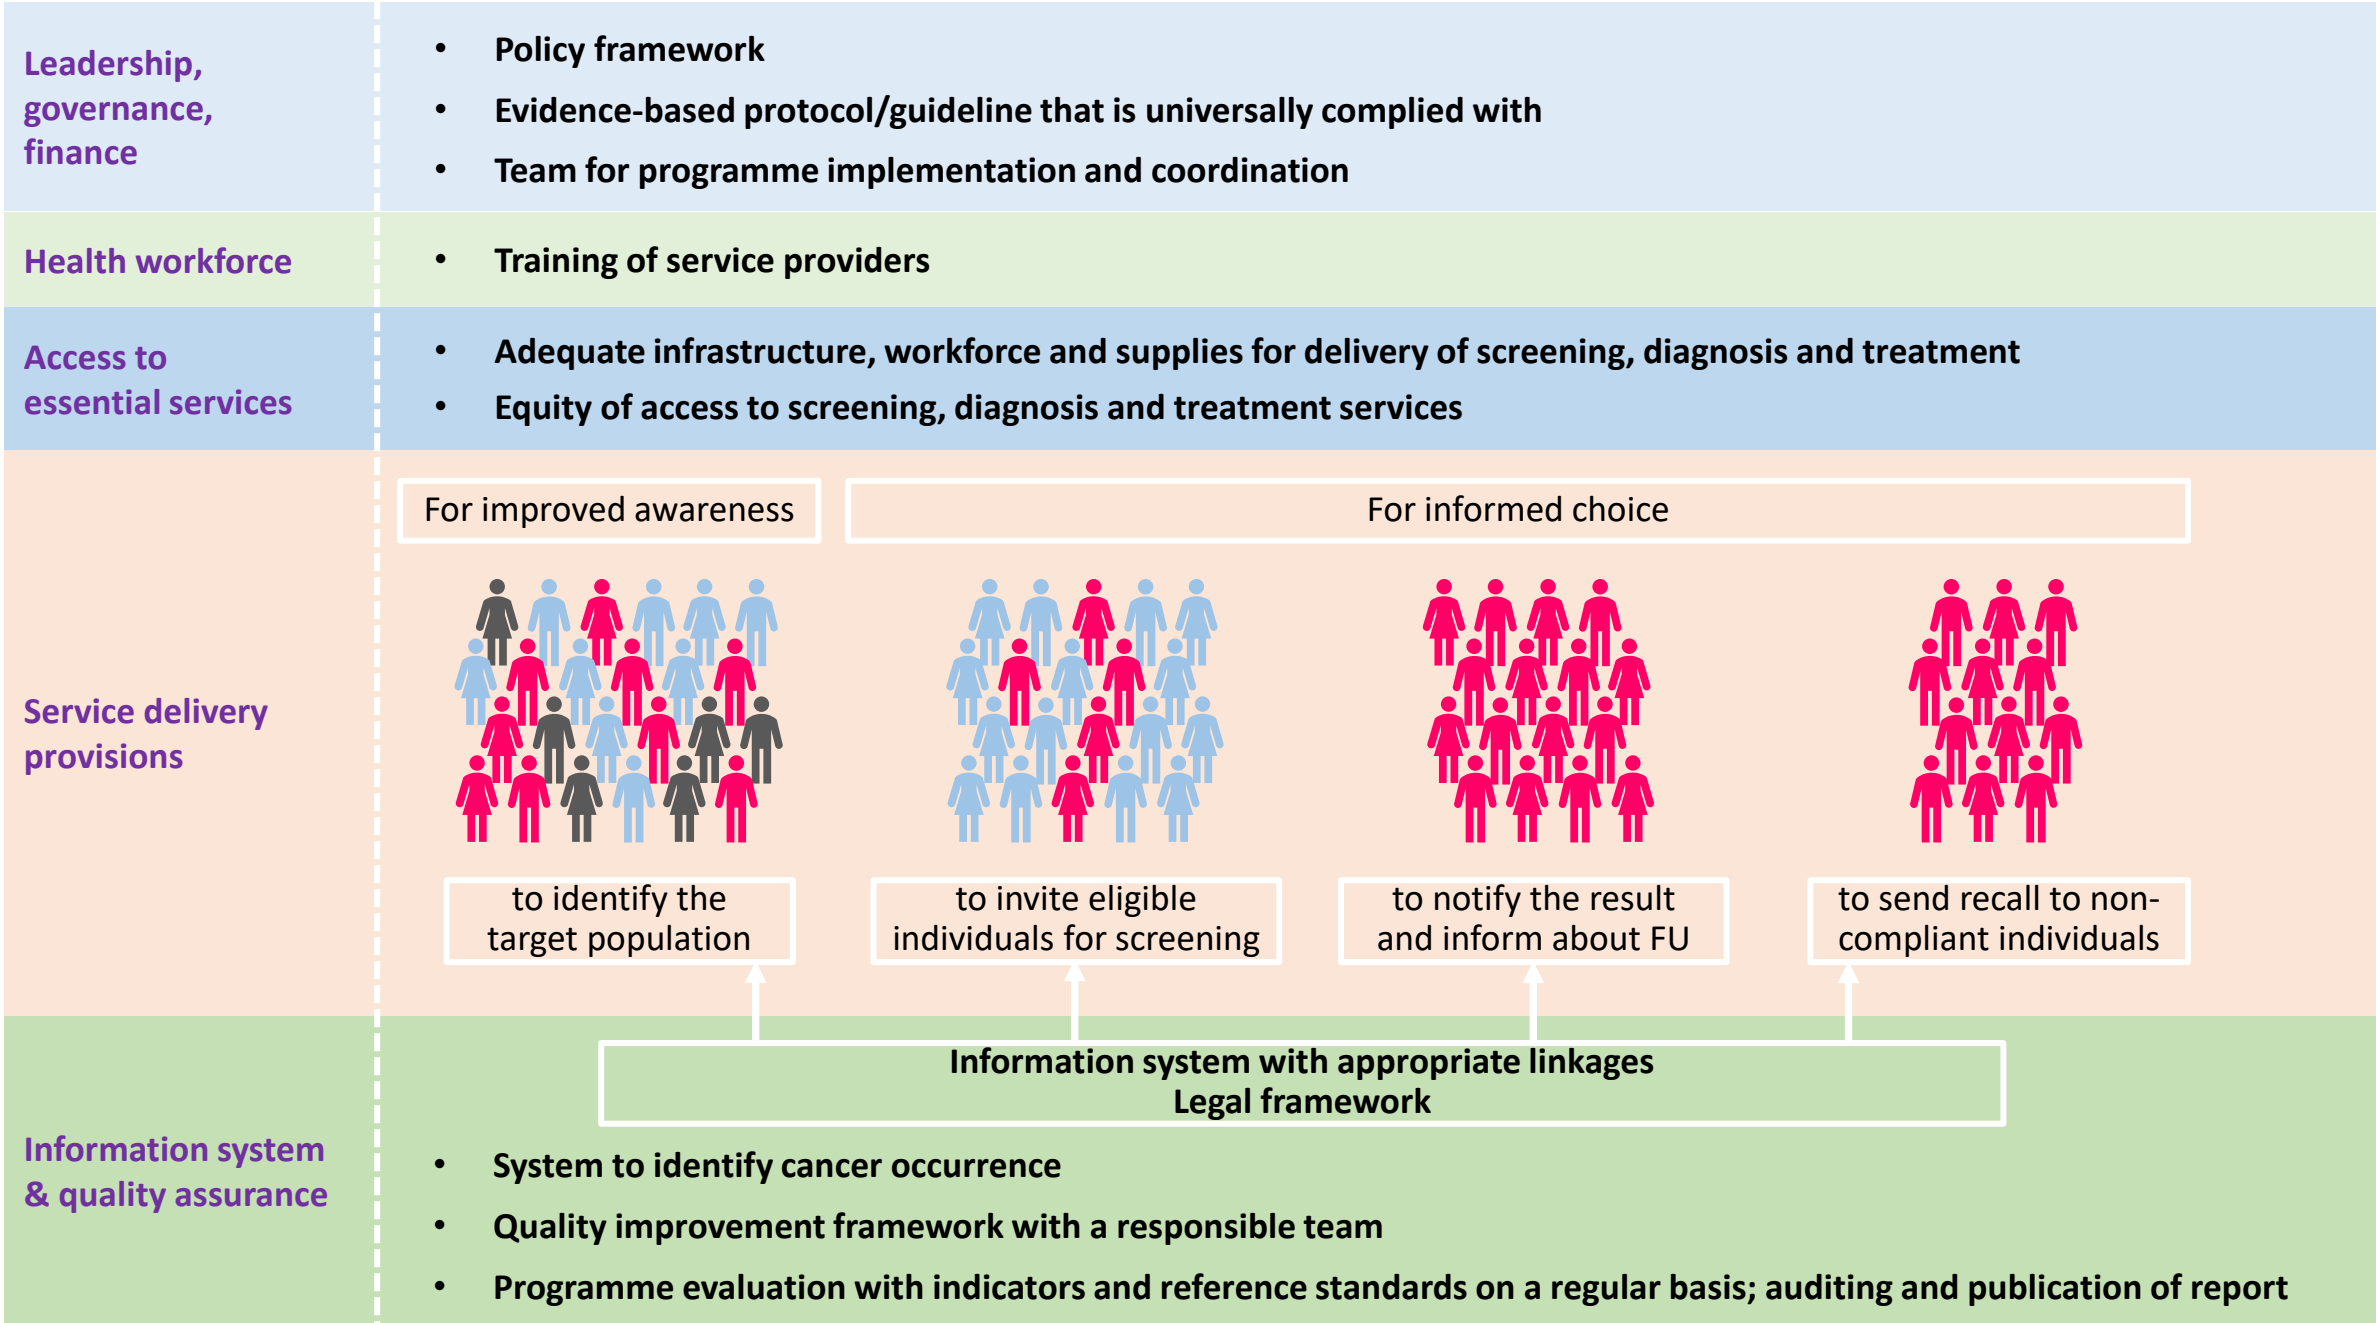 Leadership,
governance,
finance
• Policy framework
• Evidence-based protocol/guideline that is universally complied with
• Team for programme implementation and coordination
Health workforce
• Training of service providers
Access to
essential services
• Adequate infrastructure, workforce and supplies for delivery of screening, diagnosis and treatment
• Equity of access to screening, diagnosis and treatment services
Service delivery
provisions
For improved awareness
For informed choice
to identify the
target population
to invite eligible
individuals for screening
to notify the result
and inform about FU
to send recall to non-
compliant individuals
Information system
& quality assurance
Information system with appropriate linkages
Legal framework
• System to identify cancer occurrence
• Quality improvement framework with a responsible team
• Programme evaluation with indicators and reference standards on a regular basis; auditing and publication of report